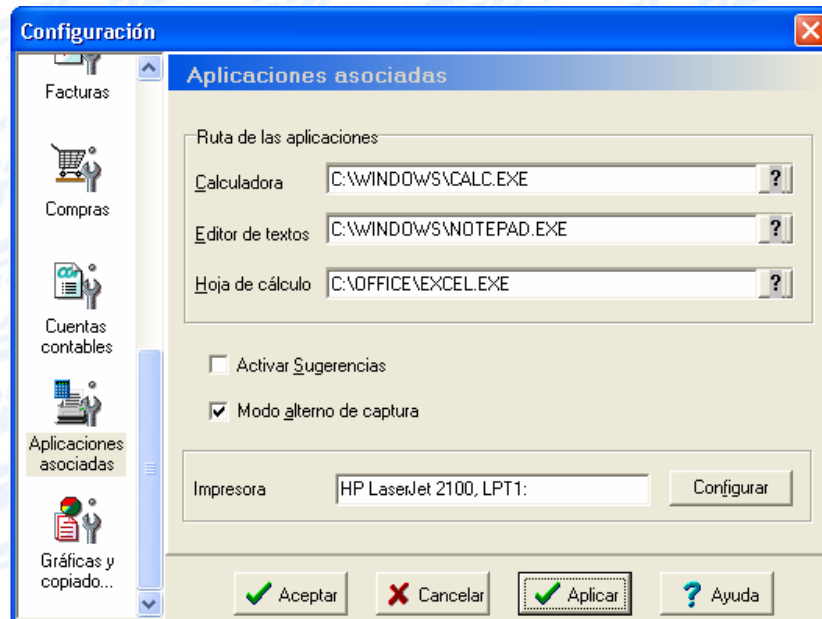 Configuración
Facturas
Compras
Cuentas
contables
Aplicaciones
asociadas
Gráficas y
copiado...
Aplicaciones asociadas
Ruta de las aplicaciones
Calculadora C:\WINDOWS\CALC.EXE ?
Editor de textos C:\WINDOWS\NOTEPAD.EXE ?
Hoja de cálculo C:\OFFICE\EXCEL.EXE ?
Activar Sugerencias
Modo alterno de captura
Impresora HP LaserJet 2100, LPT1: Configurar
Aceptar Cancelar Aplicar ? Ayuda